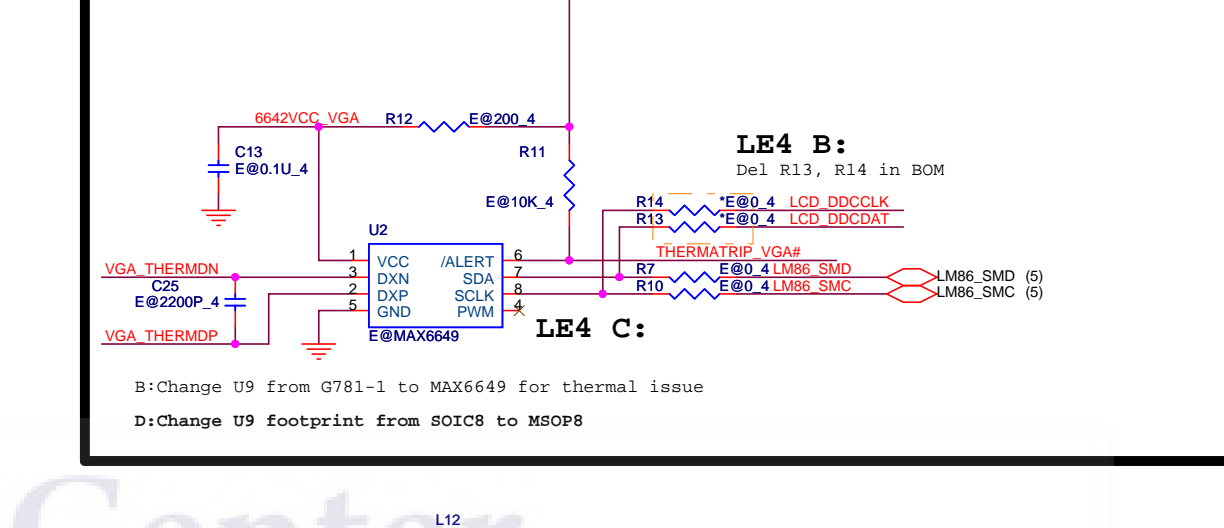 6642VCC_VGA R12 E@200_4
C13
E@0.1U_4
R11
LE4 B:
Del R13, R14 in BOM
E@10K_4
R14 *E@0_4 LCD_DDCCLK
R13 *E@0_4 LCD_DDCDAT
U2
THERMATRIP_VGA#
1 VCC /ALERT 6
VGA_THERMDN 3 DXN SDA 7 R7 E@0_4 LM86_SMD LM86_SMD (5)
C25
E@2200P_4
2 DXP SCLK 8 R10 E@0_4 LM86_SMC LM86_SMC (5)
5 GND PWM 4
LE4 C:
VGA_THERMDP
E@MAX6649
B:Change U9 from G781-1 to MAX6649 for thermal issue
D:Change U9 footprint from SOIC8 to MSOP8
L12